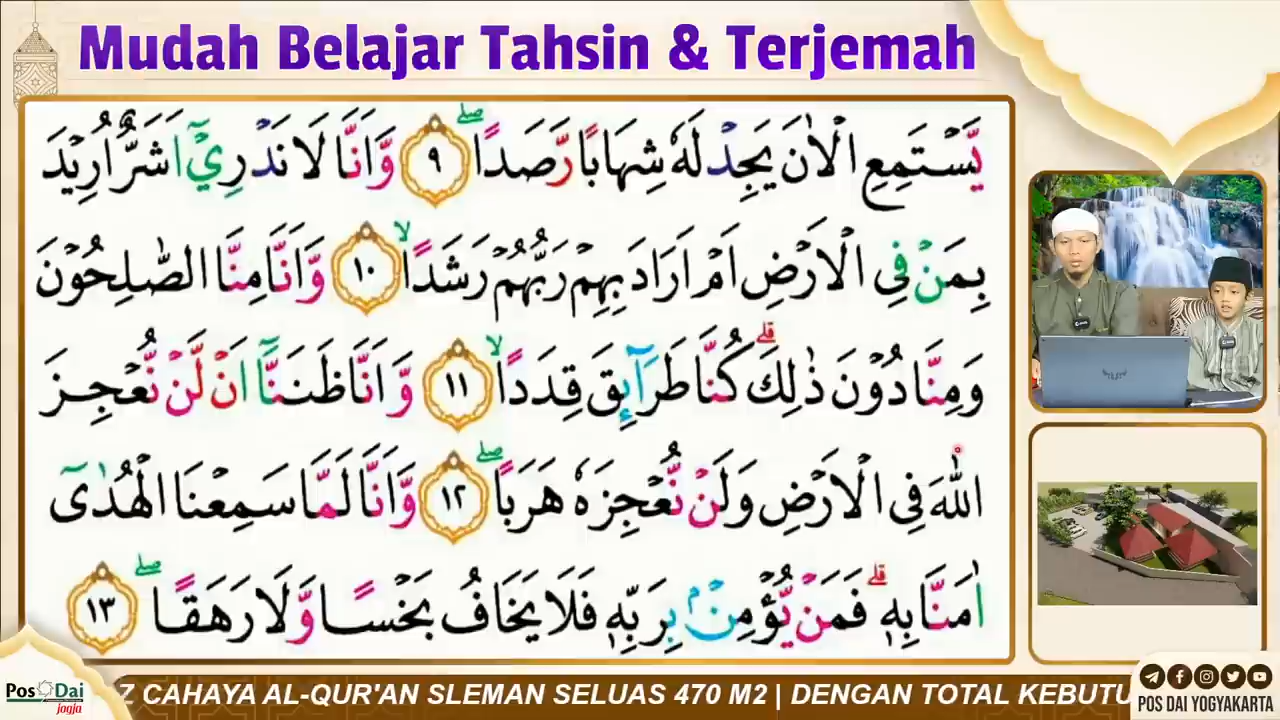 Mudah Belajar Tahsin & Terjemah
يَّسْتَمِعِ الْاٰنَ يَجِدْ لَهٗ شِهَابًا رَّصَدًاۖ ٩ وَّاَنَّا لَا نَدْرِيْٓ اَشَرٌّ اُرِيْدَ
بِمَنْ فِى الْاَرْضِ اَمْ اَرَادَ بِهِمْ رَبُّهُمْ رَشَدًاۙ ١٠ وَّاَنَّا مِنَّا الصّٰلِحُوْنَ
وَمِنَّا دُوْنَ ذٰلِكَۗ كُنَّا طَرَاۤىِٕقَ قِدَدًاۙ ١١ وَّاَنَّا ظَنَنَّآ اَنْ لَّنْ نُّعْجِزَ
اللّٰهَ فِى الْاَرْضِ وَلَنْ نُّعْجِزَهٗ هَرَبًاۖ ١٢ وَّاَنَّا لَمَّا سَمِعْنَا الْهُدٰىٓ
اٰمَنَّا بِهٖۗ فَمَنْ يُّؤْمِنْۢ بِرَبِّهٖ فَلَا يَخَافُ بَخْسًا وَّلَا رَهَقًاۖ ١٣
Pos Dai
jogja
Z CAHAYA AL-QUR'AN SLEMAN SELUAS 470 M2 | DENGAN TOTAL KEBUTU
POS DAI YOGYAKARTA